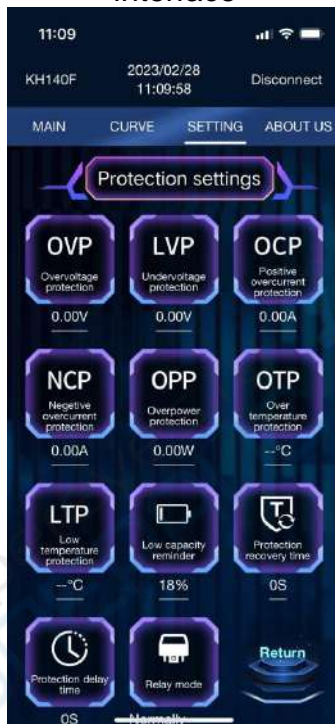 Interface
11:09
KH140F 2023/02/28 11:09:58 Disconnect
MAIN CURVE SETTING ABOUT US
Protection settings
OVP LVP OCP
Overvoltage protection Undervoltage protection Positive overcurrent protection
0.00V 0.00V 0.00A
NCP OPP OTP
Negetive overcurrent protection Overpower protection Over temperature protection
0.00A 0.00W --°C
LTP
Low temperature protection Low capacity reminder Protection recovery time
--°C 18% 0S
Protection delay time Relay mode Return
0S Normally